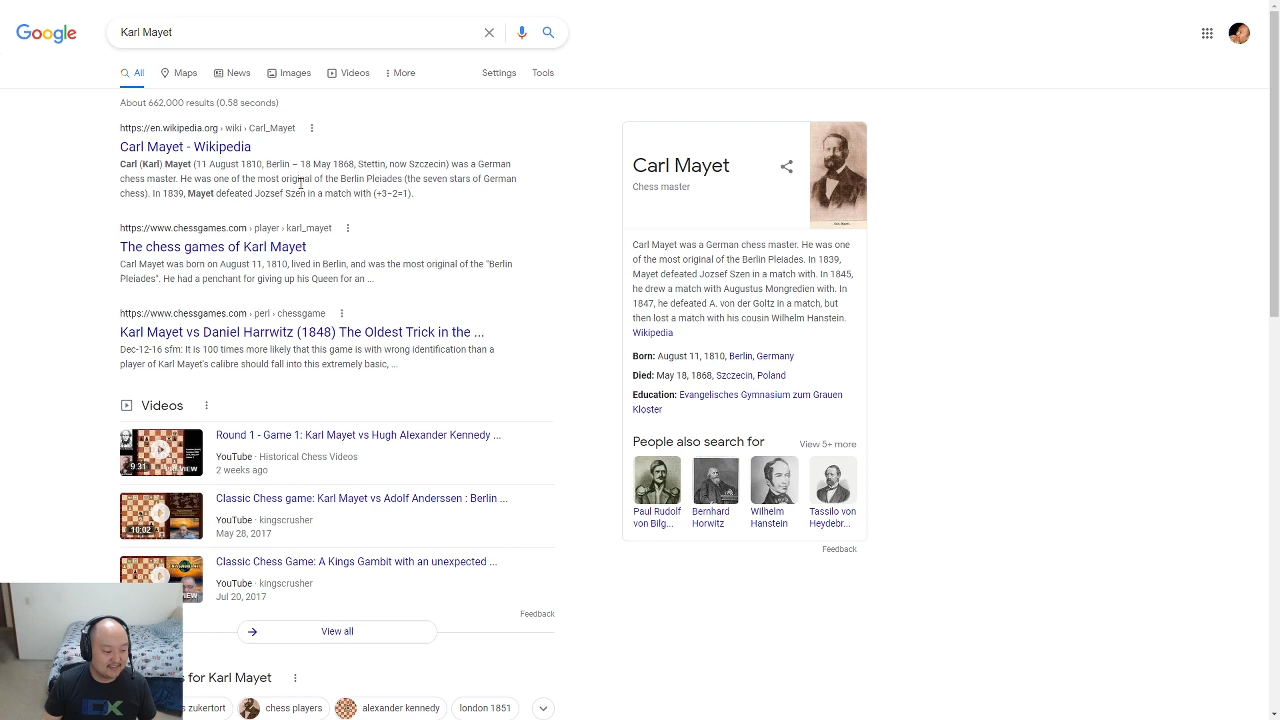 Google
Karl Mayet
All
Maps
News
Images
Videos
More
Settings
Tools
About 662,000 results (0.58 seconds)
https://en.wikipedia.org › wiki › Carl_Mayet
Carl Mayet - Wikipedia
Carl (Karl) Mayet (11 August 1810, Berlin – 18 May 1868, Stettin, now Szczecin) was a German
chess master. He was one of the most original of the Berlin Pleiades (the seven stars of German
chess). In 1839, Mayet defeated Jozsef Szen in a match with (+3−2=1).
https://www.chessgames.com › player › karl_mayet
The chess games of Karl Mayet
Carl Mayet was born on August 11, 1810, lived in Berlin, and was the most original of the "Berlin
Pleiades". He had a penchant for giving up his Queen for an ...
https://www.chessgames.com › perl › chessgame
Karl Mayet vs Daniel Harrwitz (1848) The Oldest Trick in the ...
Dec-12-16 sfm: It is 100 times more likely that this game is with wrong identification than a
player of Karl Mayet's calibre should fall into this extremely basic, ...
Videos
9:31
Round 1 - Game 1: Karl Mayet vs Hugh Alexander Kennedy ...
YouTube · Historical Chess Videos
2 weeks ago
10:02
Classic Chess game: Karl Mayet vs Adolf Anderssen : Berlin ...
YouTube · kingscrusher
May 28, 2017
Classic Chess Game: A Kings Gambit with an unexpected ...
YouTube · kingscrusher
Jul 20, 2017
Feedback
View all
s for Karl Mayet
s zukertort
chess players
alexander kennedy
london 1851
Carl Mayet
Chess master
Carl Mayet was a German chess master. He was one
of the most original of the Berlin Pleiades. In 1839,
Mayet defeated Jozsef Szen in a match with. In 1845,
he drew a match with Augustus Mongredien with. In
1847, he defeated A. von der Goltz in a match, but
then lost a match with his cousin Wilhelm Hanstein.
Wikipedia
Born: August 11, 1810, Berlin, Germany
Died: May 18, 1868, Szczecin, Poland
Education: Evangelisches Gymnasium zum Grauen
Kloster
People also search for
View 5+ more
Paul Rudolf
von Bilg...
Bernhard
Horwitz
Wilhelm
Hanstein
Tassilo von
Heydebr...
Feedback